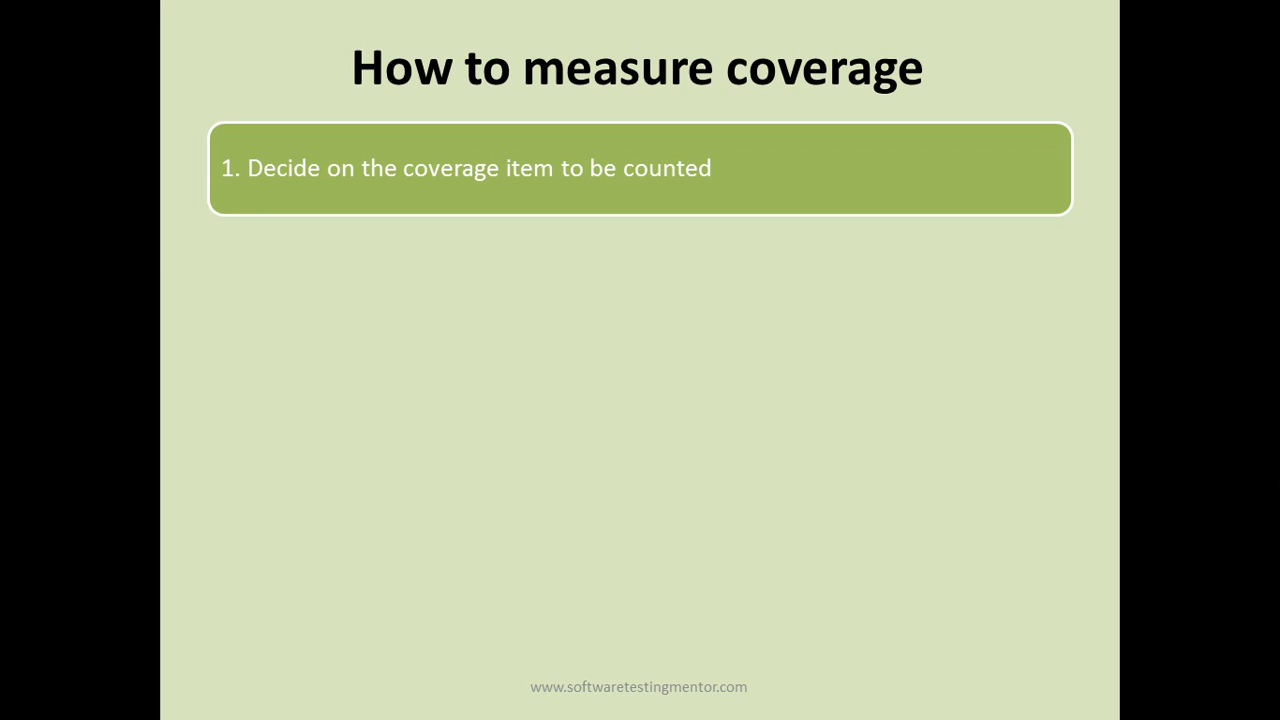 How to measure coverage
1. Decide on the coverage item to be counted
www.softwaretestingmentor.com